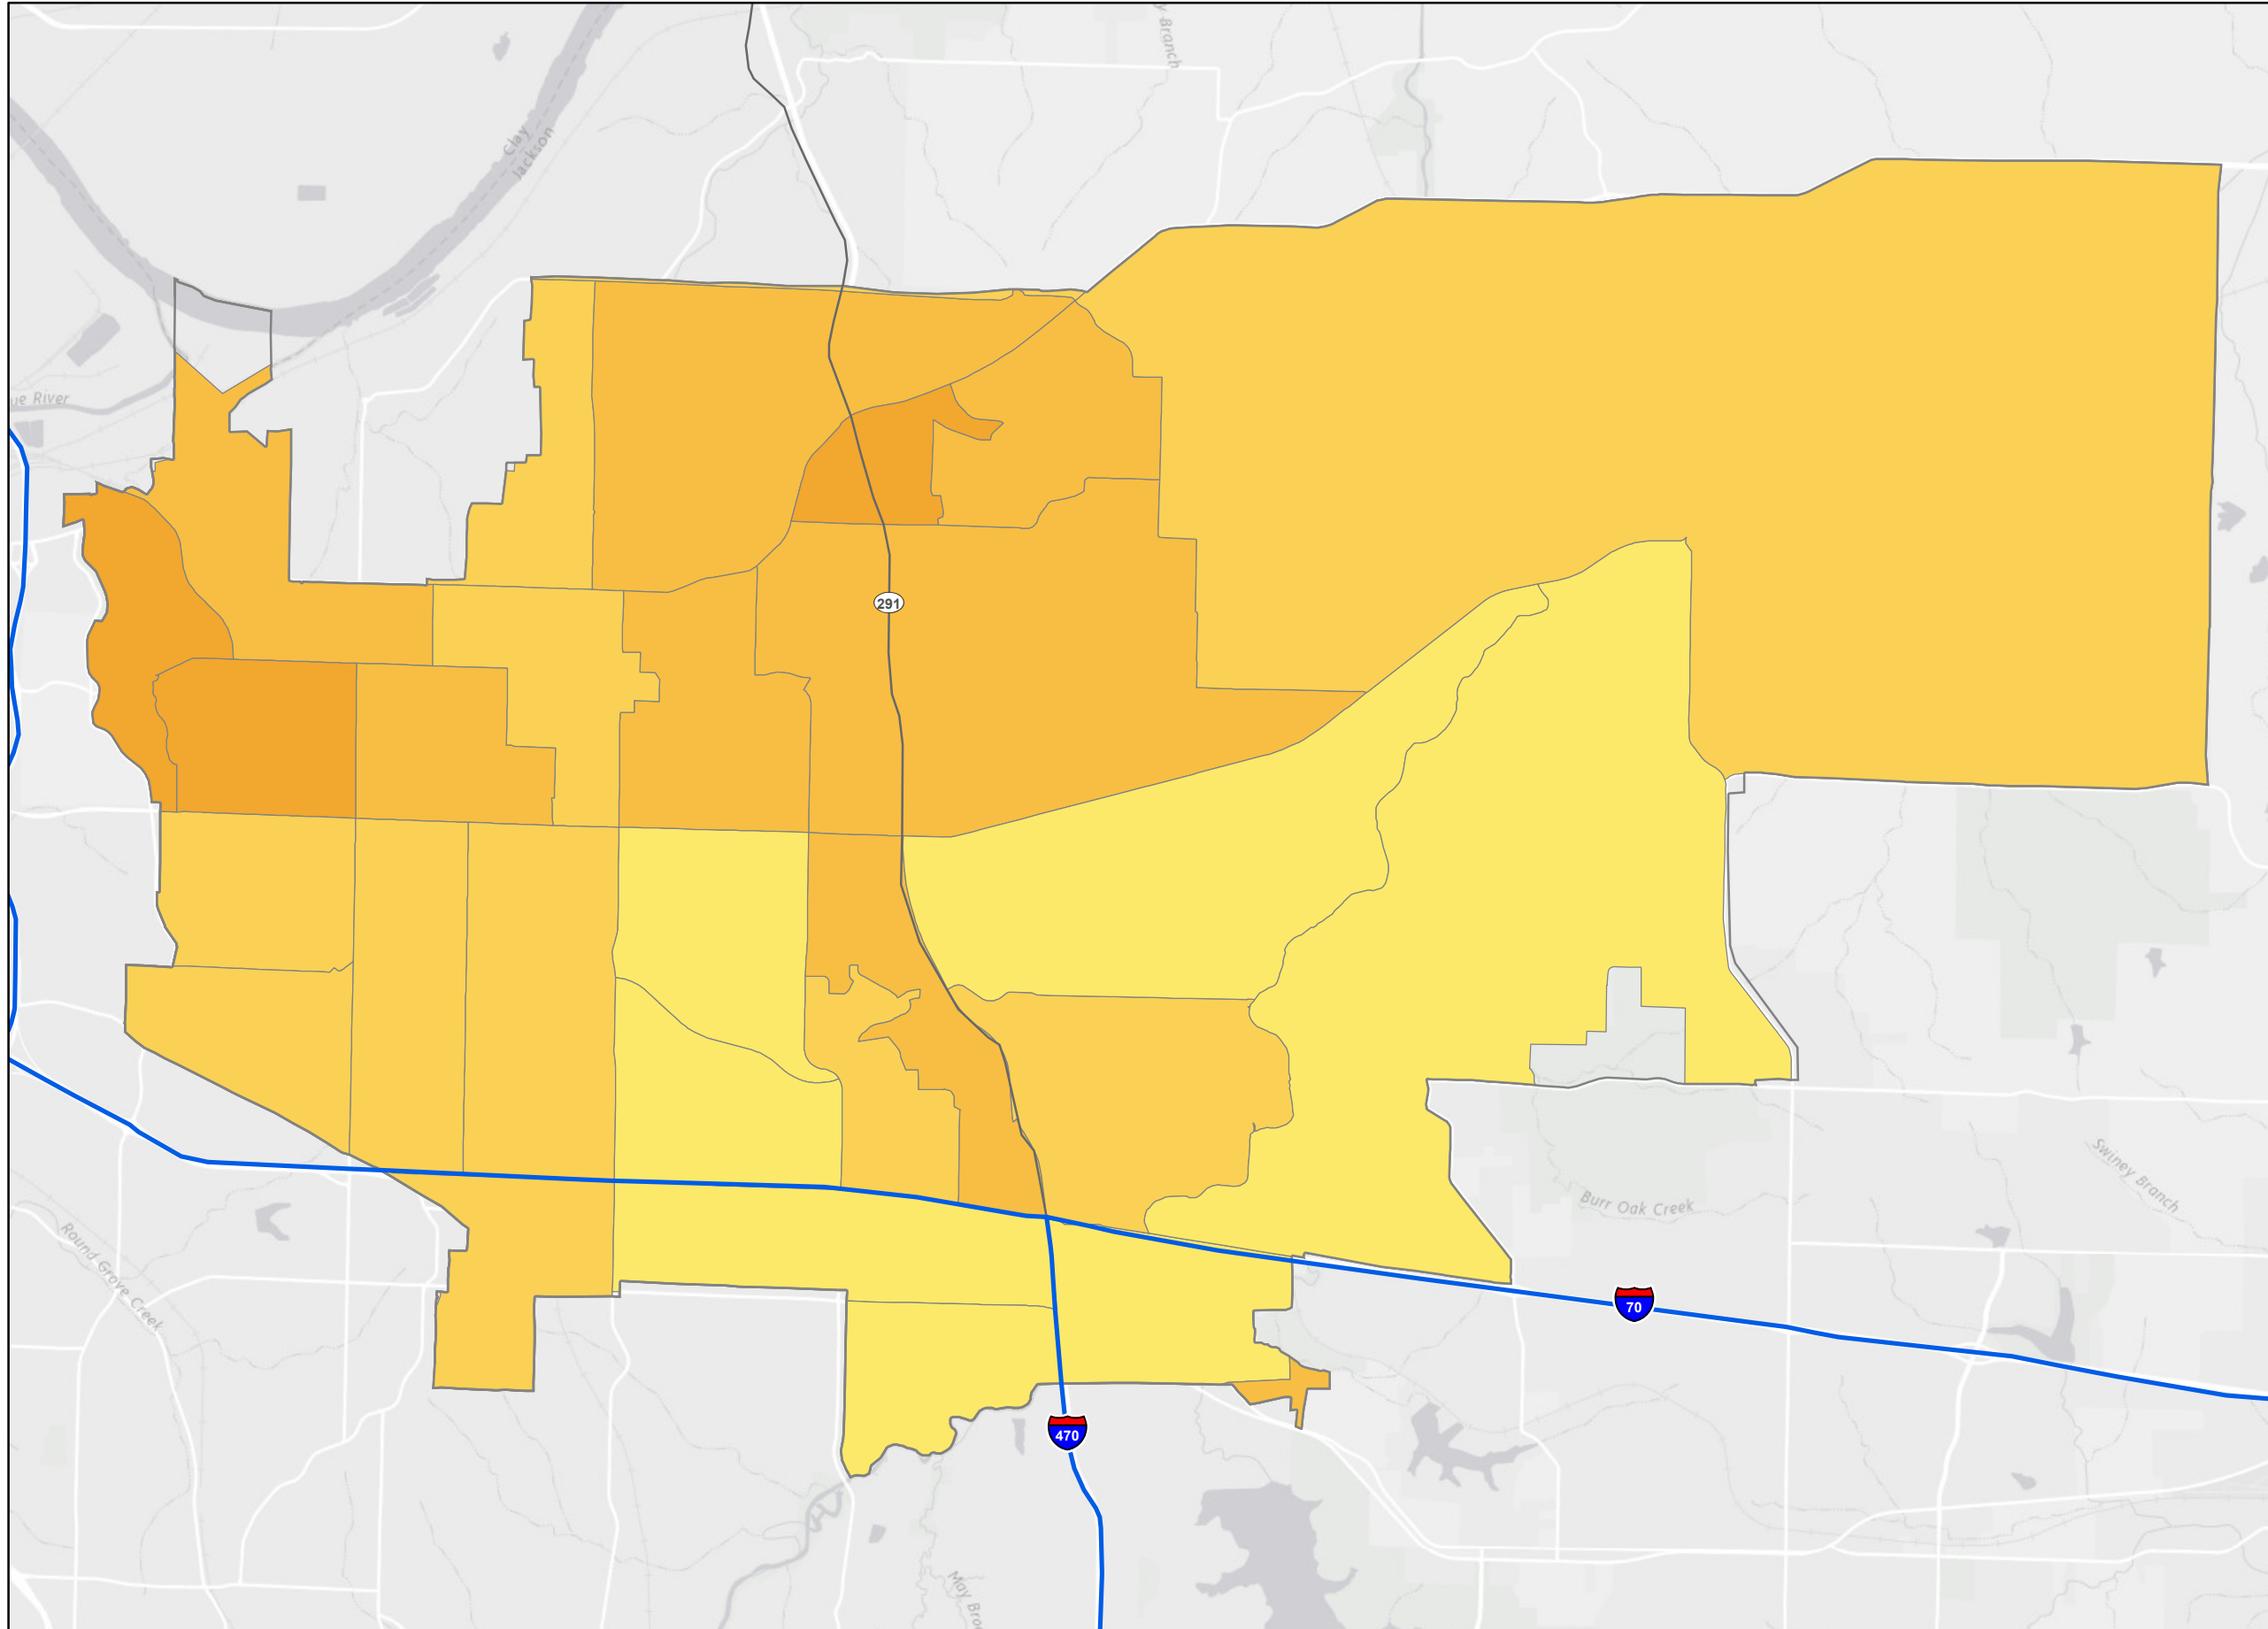 y Branch
Clay
Jackson
ue River
291
Swiney Branch
Burr Oak Creek
Round Grove Creek
70
470
May Bro